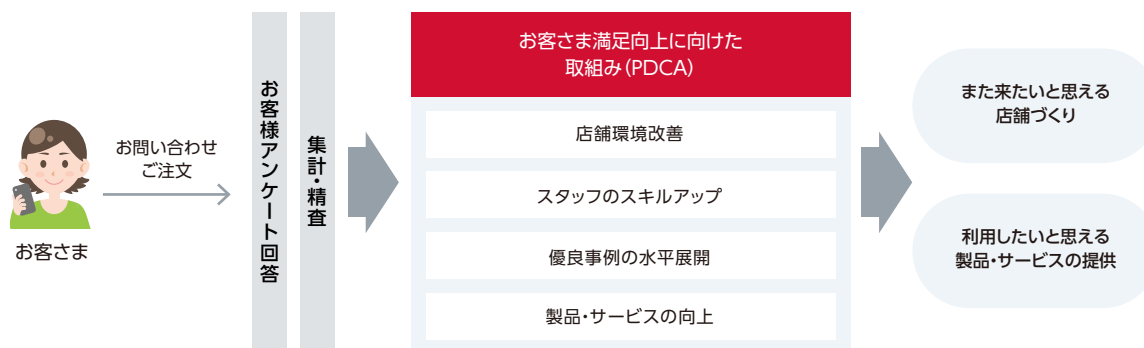 お客さま
お問い合わせ
ご注文
お客様アンケート回答
集計・精査
お客さま満足向上に向けた
取組み（PDCA）
店舗環境改善
スタッフのスキルアップ
優良事例の水平展開
製品・サービスの向上
また来たいと思える
店舗づくり
利用したいと思える
製品・サービスの提供